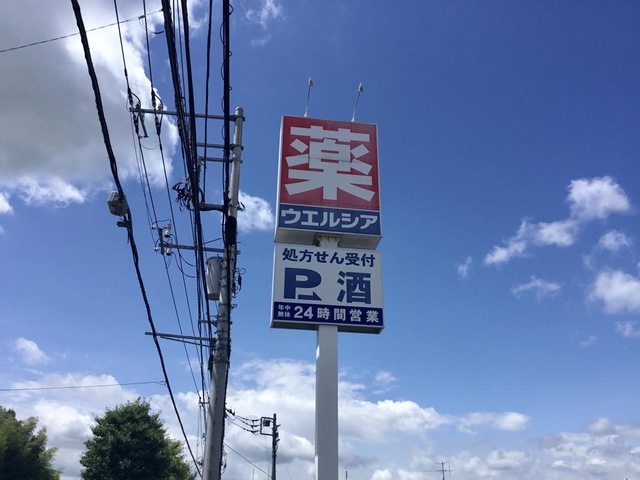 薬
ウエルシア
処方せん受付
P 酒
年中無休 24時間営業